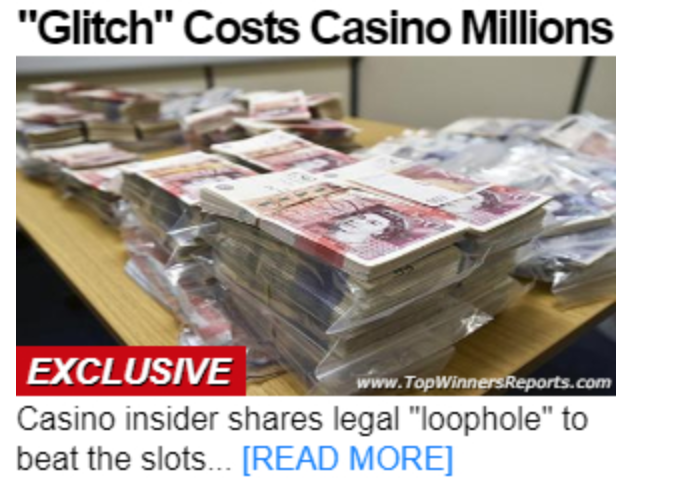 "Glitch" Costs Casino Millions
EXCLUSIVE
www.TopWinnersReports.com
Casino insider shares legal "loophole" to
beat the slots... [READ MORE]